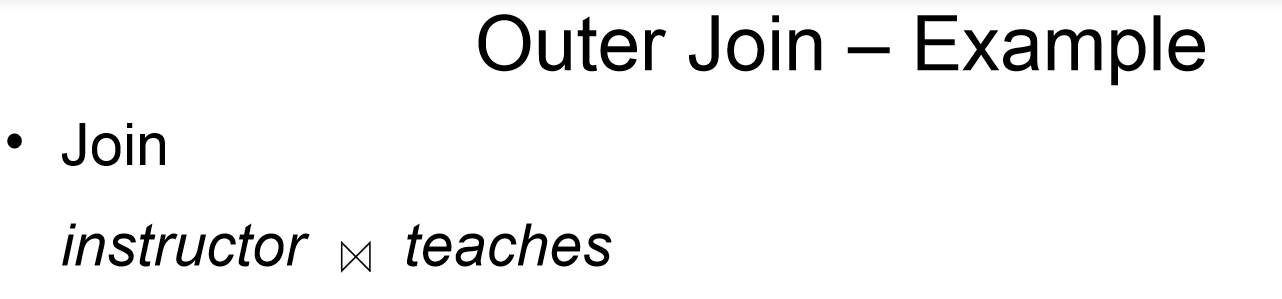 Outer Join – Example
• Join
instructor ⋈ teaches